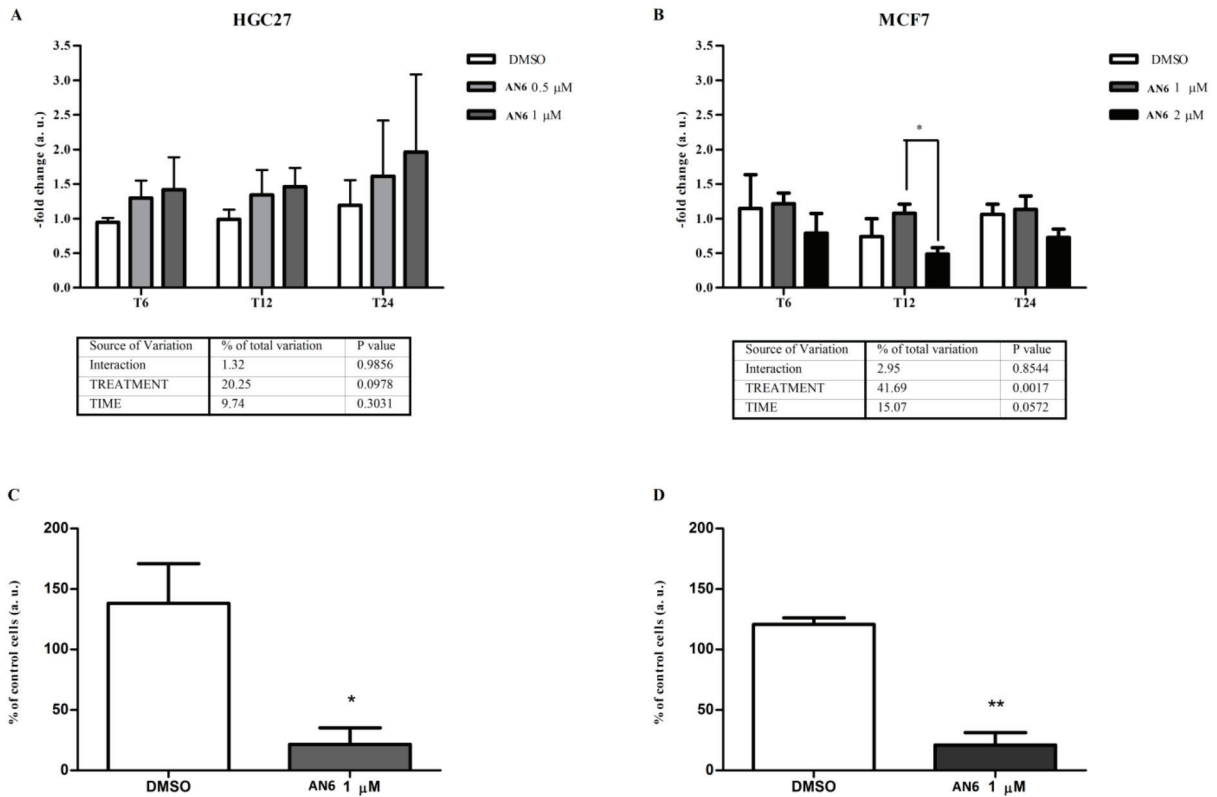 A
HGC27
3.5
3.0
2.5
2.0
1.5
1.0
0.5
0.0
-fold change (a. u.)
T6
T12
T24
DMSO
AN6 0.5 μM
AN6 1 μM
Source of Variation % of total variation P value
Interaction 1.32 0.9856
TREATMENT 20.25 0.0978
TIME 9.74 0.3031
B
MCF7
3.5
3.0
2.5
2.0
1.5
1.0
0.5
0.0
-fold change (a. u.)
*
T6
T12
T24
DMSO
AN6 1 μM
AN6 2 μM
Source of Variation % of total variation P value
Interaction 2.95 0.8544
TREATMENT 41.69 0.0017
TIME 15.07 0.0572
C
200
150
100
50
0
% of control cells (a. u.)
*
DMSO
AN6 1 μM
D
200
150
100
50
0
% of control cells (a. u.)
**
DMSO
AN6 1 μM